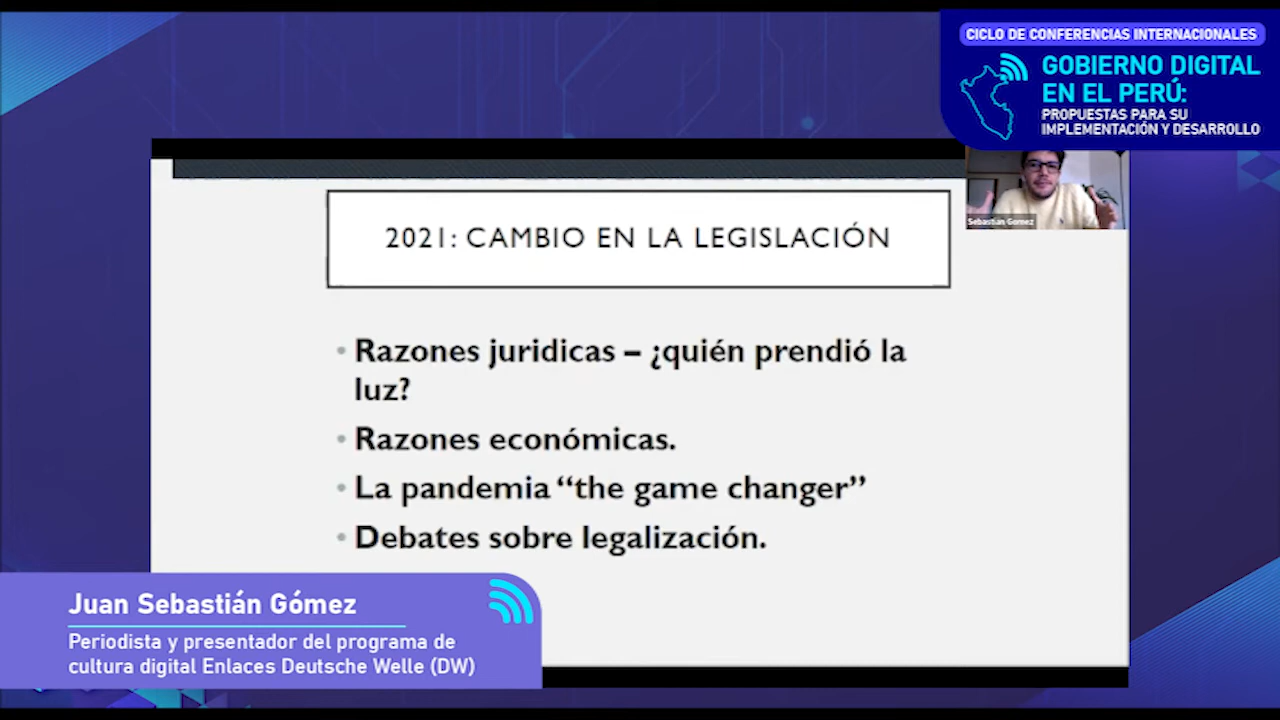 CICLO DE CONFERENCIAS INTERNACIONALES
GOBIERNO DIGITAL
EN EL PERÚ:
PROPUESTAS PARA SU
IMPLEMENTACIÓN Y DESARROLLO
Sebastian Gomez
2021: CAMBIO EN LA LEGISLACIÓN
• Razones juridicas – ¿quién prendió la
luz?
• Razones económicas.
• La pandemia “the game changer”
• Debates sobre legalización.
Juan Sebastián Gómez
Periodista y presentador del programa de
cultura digital Enlaces Deutsche Welle (DW)